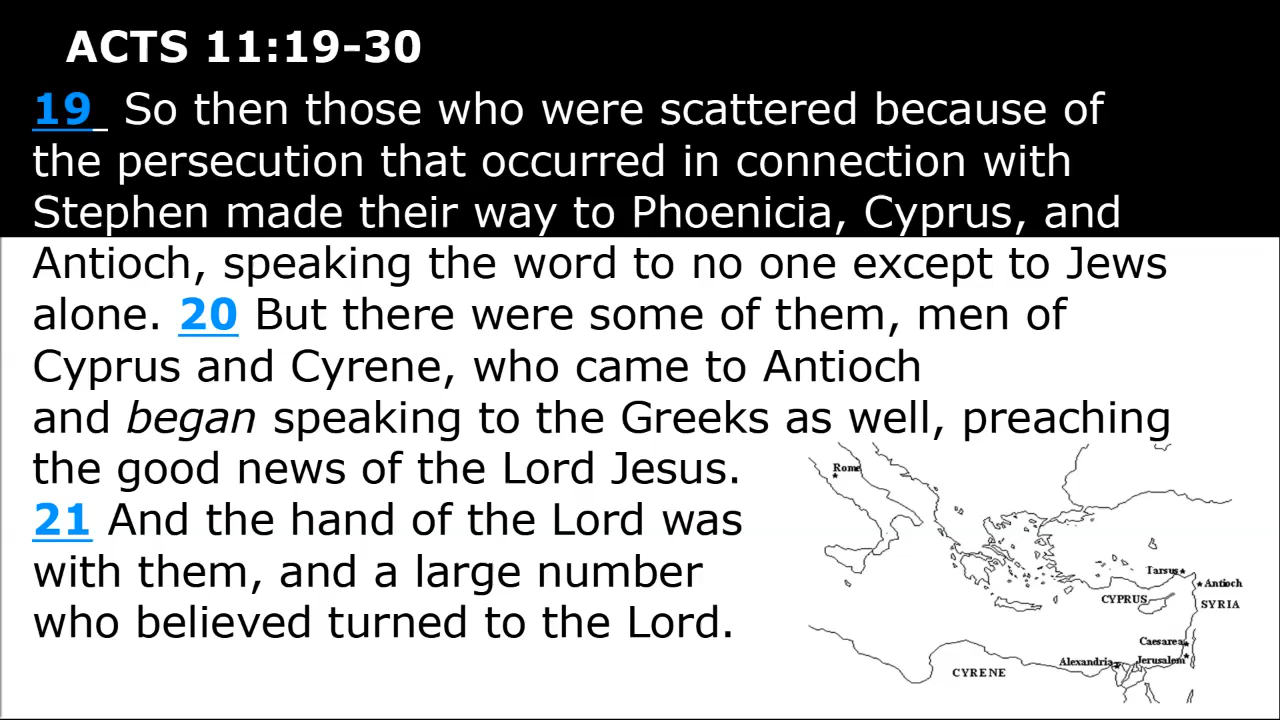 ACTS 11:19-30
19  So then those who were scattered because of
the persecution that occurred in connection with
Stephen made their way to Phoenicia, Cyprus, and
Antioch, speaking the word to no one except to Jews
alone. 20 But there were some of them, men of
Cyprus and Cyrene, who came to Antioch
and began speaking to the Greeks as well, preaching
the good news of the Lord Jesus.
21 And the hand of the Lord was
with them, and a large number
who believed turned to the Lord.
Rome
Tarsus
Antioch
CYPRUS
SYRIA
Caesarea
Alexandria
Jerusalem
CYRENE